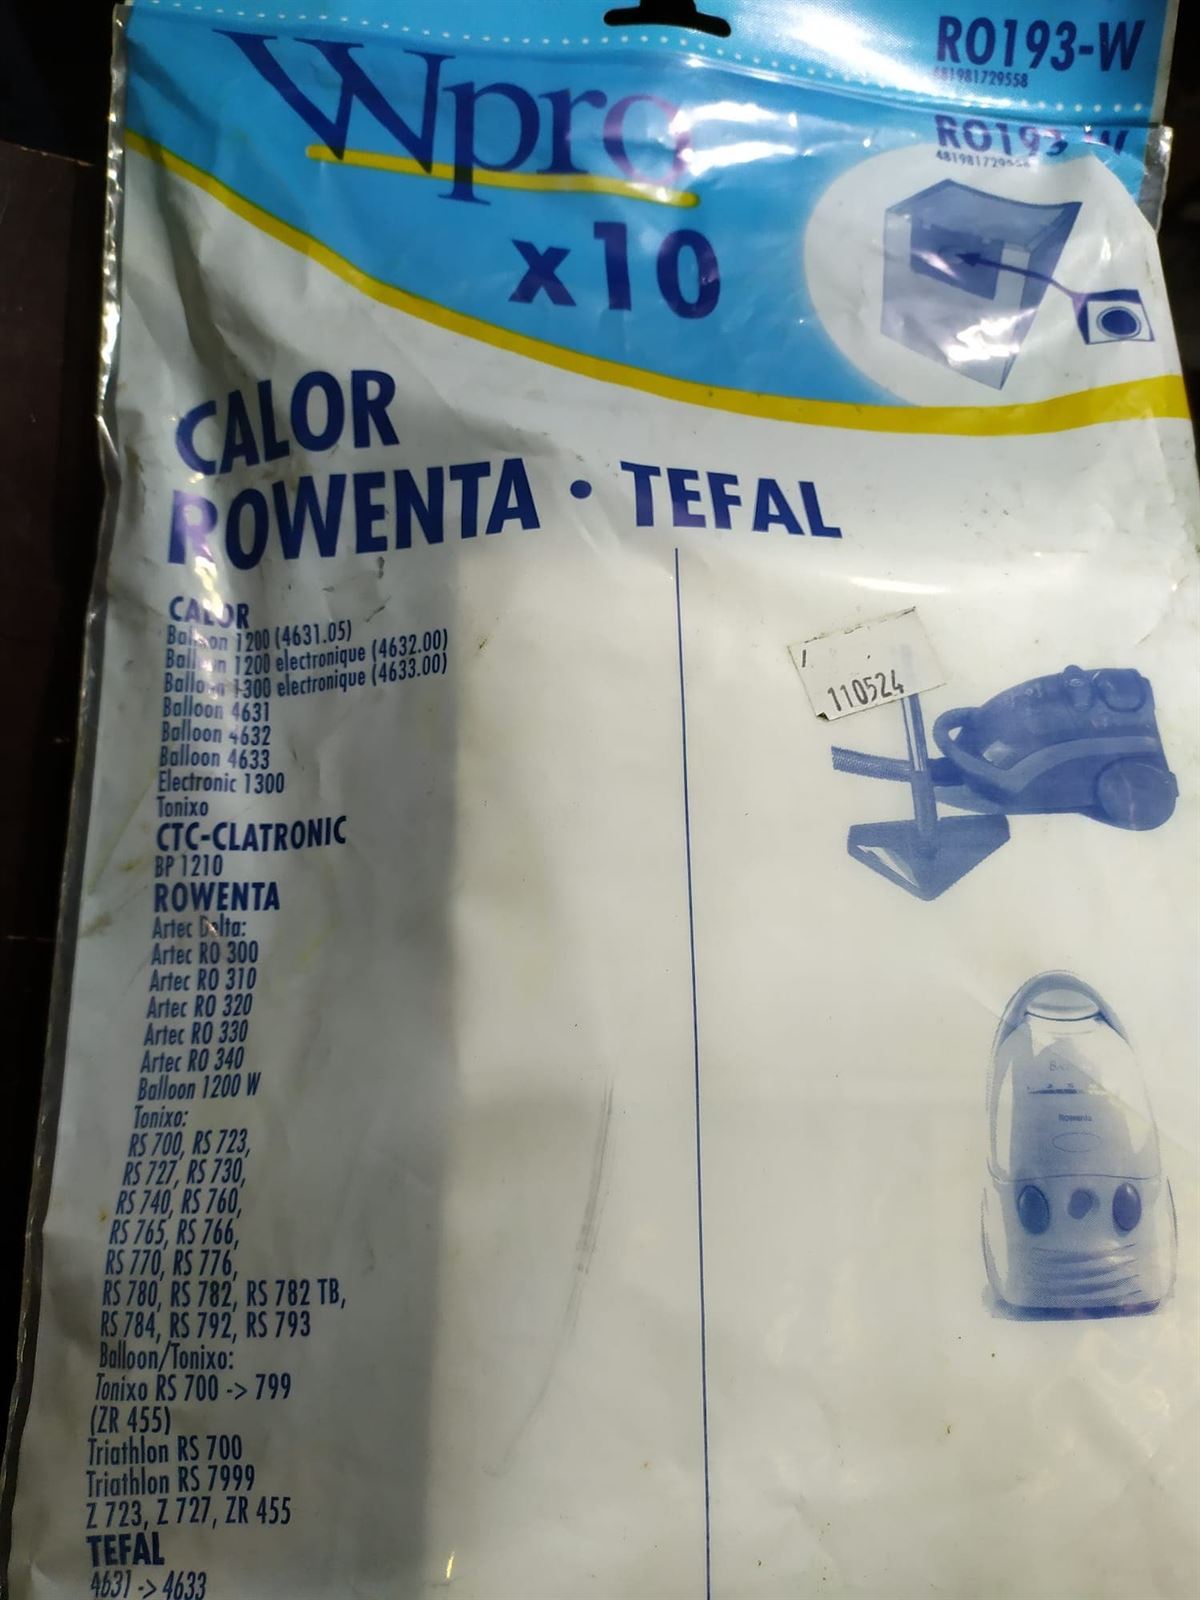 RO193-W
481981729558
RO193-W
Wpro
x10
CALOR
ROWENTA • TEFAL
CALOR
Balloon 1200 (4631.05)
Balloon 1200 electronique (4632.00)
Balloon 1300 electronique (4633.00)
Balloon 4631
Balloon 4632
Balloon 4633
Electronic 1300
Tonixo
CTC-CLATRONIC
BP 1210
ROWENTA
Artec Delta:
Artec RO 300
Artec RO 310
Artec RO 320
Artec RO 330
Artec RO 340
Balloon 1200 W
Tonixo:
RS 700, RS 723,
RS 727, RS 730,
RS 740, RS 760,
RS 765, RS 766,
RS 770, RS 776,
RS 780, RS 782, RS 782 TB,
RS 784, RS 792, RS 793
Balloon/Tonixo:
Tonixo RS 700 -> 799
(ZR 455)
Triathlon RS 700
Triathlon RS 7999
Z 723, Z 727, ZR 455
TEFAL
4631 -> 4633
110524
Rowenta